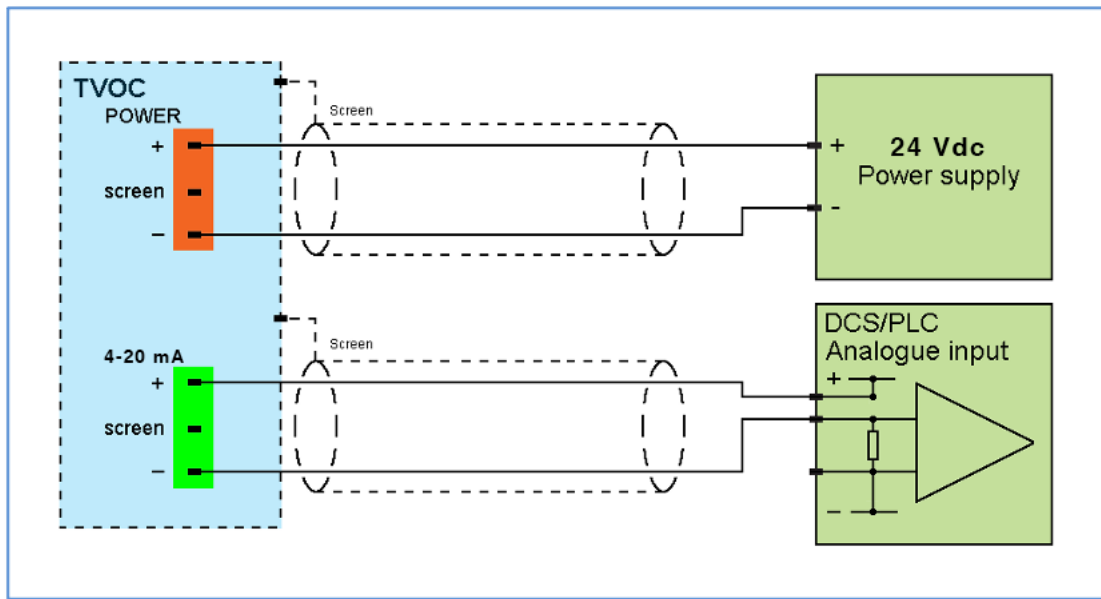 TVOC
POWER
+
screen
−
Screen
24 Vdc
Power supply
+
-
4-20 mA
+
screen
−
Screen
DCS/PLC
Analogue input
+
−